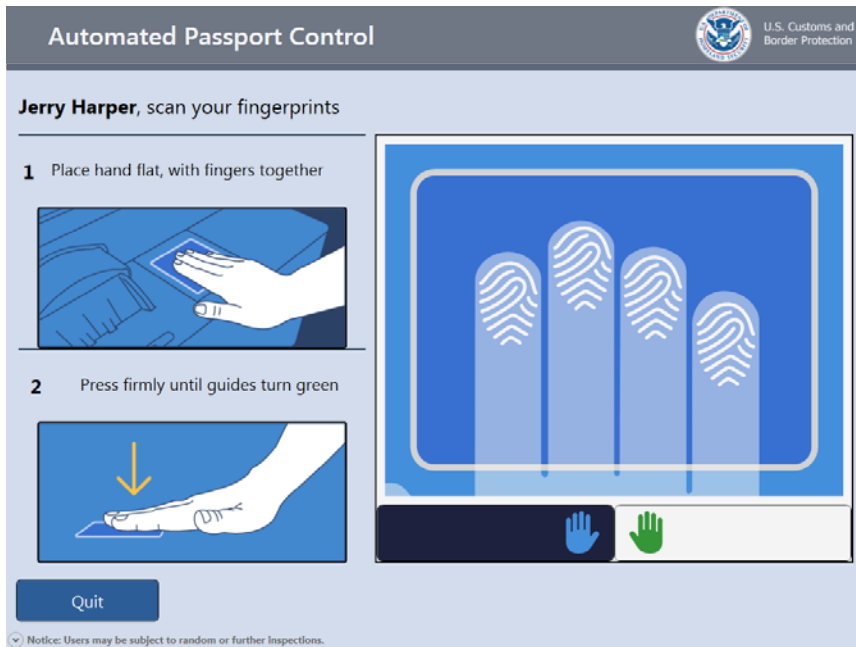 Automated Passport Control
U.S. Customs and
Border Protection
Jerry Harper, scan your fingerprints
1 Place hand flat, with fingers together
2 Press firmly until guides turn green
Quit
Notice: Users may be subject to random or further inspections.